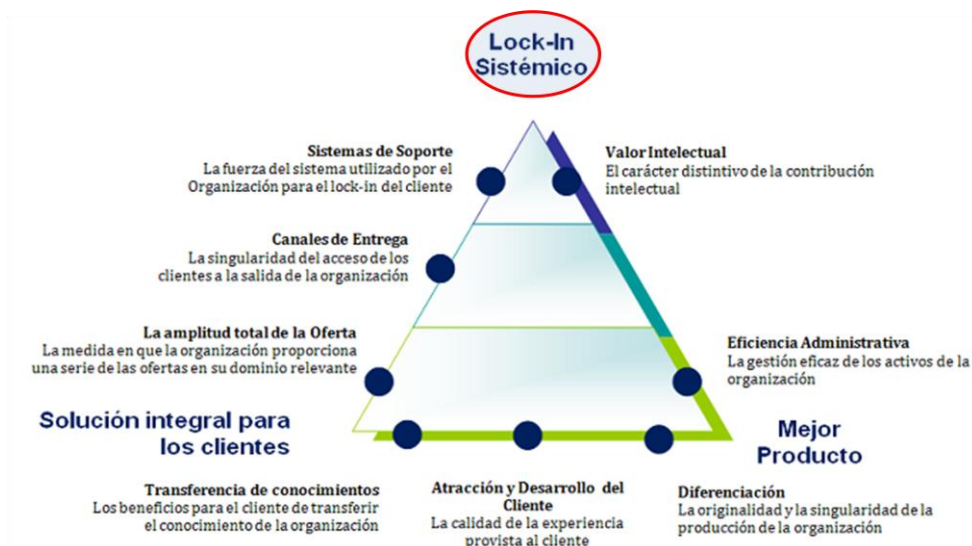 Lock-In
Sistémico
Sistemas de Soporte
La fuerza del sistema utilizado por el
Organización para el lock-in del cliente
Valor Intelectual
El carácter distintivo de la contribución
intelectual
Canales de Entrega
La singularidad del acceso de los
clientes a la salida de la organización
La amplitud total de la Oferta
La medida en que la organización proporciona
una serie de las ofertas en su dominio relevante
Eficiencia Administrativa
La gestión eficaz de los activos de la
organización
Solución integral para
los clientes
Mejor
Producto
Transferencia de conocimientos
Los beneficios para el cliente de transferir
el conocimiento de la organización
Atracción y Desarrollo del
Cliente
La calidad de la experiencia
provista al cliente
Diferenciación
La originalidad y la singularidad de la
producción de la organización